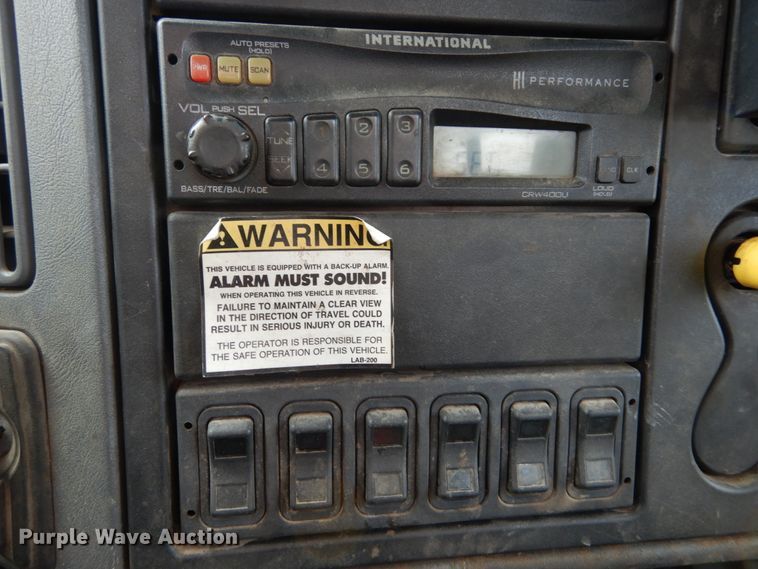 INTERNATIONAL
AUTO PRESETS
(HOLD)
PWR MUTE SCAN
HI PERFORMANCE
VOL PUSH SEL
TUNE
SEEK
2 3
4 5 6
BASS/TRE/BAL/FADE
CRW400U
LOUD
CLK
WARNING
THIS VEHICLE IS EQUIPPED WITH A BACK-UP ALARM.
ALARM MUST SOUND!
WHEN OPERATING THIS VEHICLE IN REVERSE.
FAILURE TO MAINTAIN A CLEAR VIEW
IN THE DIRECTION OF TRAVEL COULD
RESULT IN SERIOUS INJURY OR DEATH.
THE OPERATOR IS RESPONSIBLE FOR
THE SAFE OPERATION OF THIS VEHICLE.
LAB-200
Purple Wave Auction